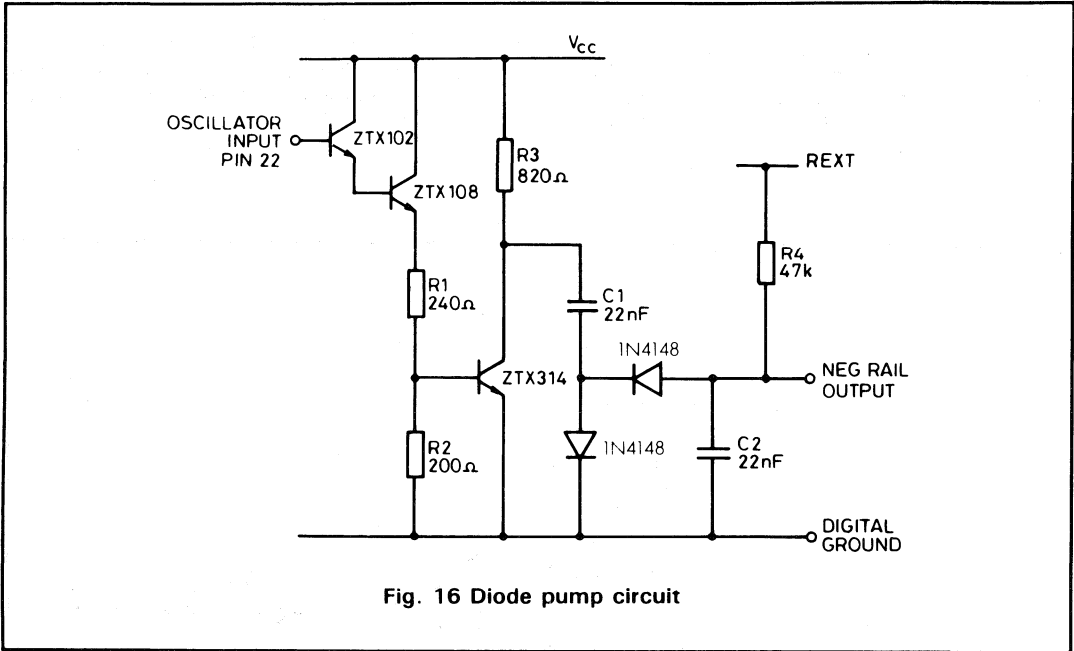 VCC
OSCILLATOR
INPUT
PIN 22
ZTX102
ZTX108
R3
820Ω
REXT
R4
47k
R1
240Ω
C1
22nF
1N4148
ZTX314
NEG RAIL
OUTPUT
R2
200Ω
1N4148
C2
22nF
DIGITAL
GROUND
Fig. 16 Diode pump circuit